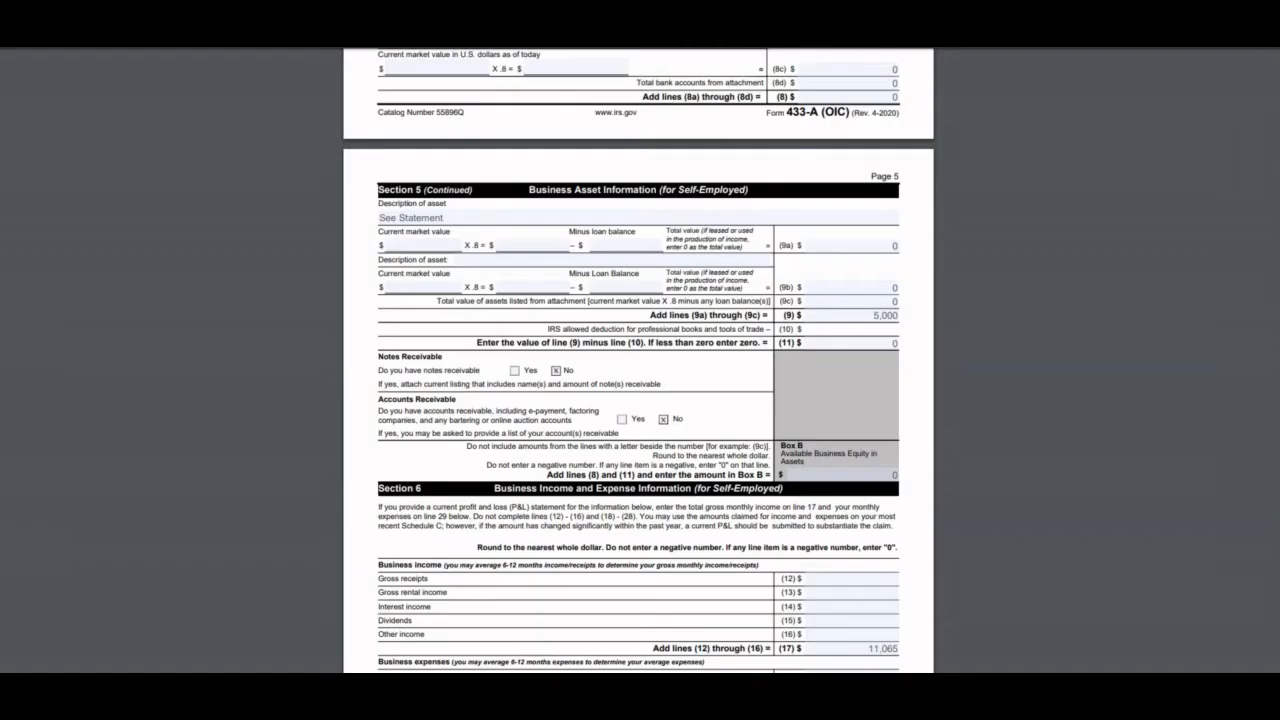 Current market value in U.S. dollars as of today
$ X .8 = $ = (8c) $ 0
Total bank accounts from attachment (8d) $ 0
Add lines (8a) through (8d) = (8) $ 0
Catalog Number 55896Q www.irs.gov Form 433-A (OIC) (Rev. 4-2020)
Page 5
Section 5 (Continued) Business Asset Information (for Self-Employed)
Description of asset
See Statement
Current market value Minus loan balance Total value (if leased or used
in the production of income,
$ X .8 = $ – $ enter 0 as the total value) = (9a) $ 0
Description of asset:
Current market value Minus Loan Balance Total value (if leased or used
in the production of income,
$ X .8 = $ – $ enter 0 as the total value) = (9b) $ 0
Total value of assets listed from attachment [current market value X .8 minus any loan balance(s)] (9c) $ 0
Add lines (9a) through (9c) = (9) $ 5,000
IRS allowed deduction for professional books and tools of trade – (10) $
Enter the value of line (9) minus line (10). If less than zero enter zero. = (11) $ 0
Notes Receivable
Do you have notes receivable Yes x No
If yes, attach current listing that includes name(s) and amount of note(s) receivable
Accounts Receivable
Do you have accounts receivable, including e-payment, factoring
companies, and any bartering or online auction accounts Yes x No
If yes, you may be asked to provide a list of your account(s) receivable
Do not include amounts from the lines with a letter beside the number [for example: (9c)]. Box B
Round to the nearest whole dollar. Available Business Equity in
Do not enter a negative number. If any line item is a negative, enter "0" on that line. Assets
Add lines (8) and (11) and enter the amount in Box B = $ 0
Section 6 Business Income and Expense Information (for Self-Employed)
If you provide a current profit and loss (P&L) statement for the information below, enter the total gross monthly income on line 17 and your monthly
expenses on line 29 below. Do not complete lines (12) - (16) and (18) - (28). You may use the amounts claimed for income and expenses on your most
recent Schedule C; however, if the amount has changed significantly within the past year, a current P&L should be submitted to substantiate the claim.
Round to the nearest whole dollar. Do not enter a negative number. If any line item is a negative number, enter "0".
Business income (you may average 6-12 months income/receipts to determine your gross monthly income/receipts)
Gross receipts (12) $
Gross rental income (13) $
Interest income (14) $
Dividends (15) $
Other income (16) $
Add lines (12) through (16) = (17) $ 11,065
Business expenses (you may average 6-12 months expenses to determine your average expenses)